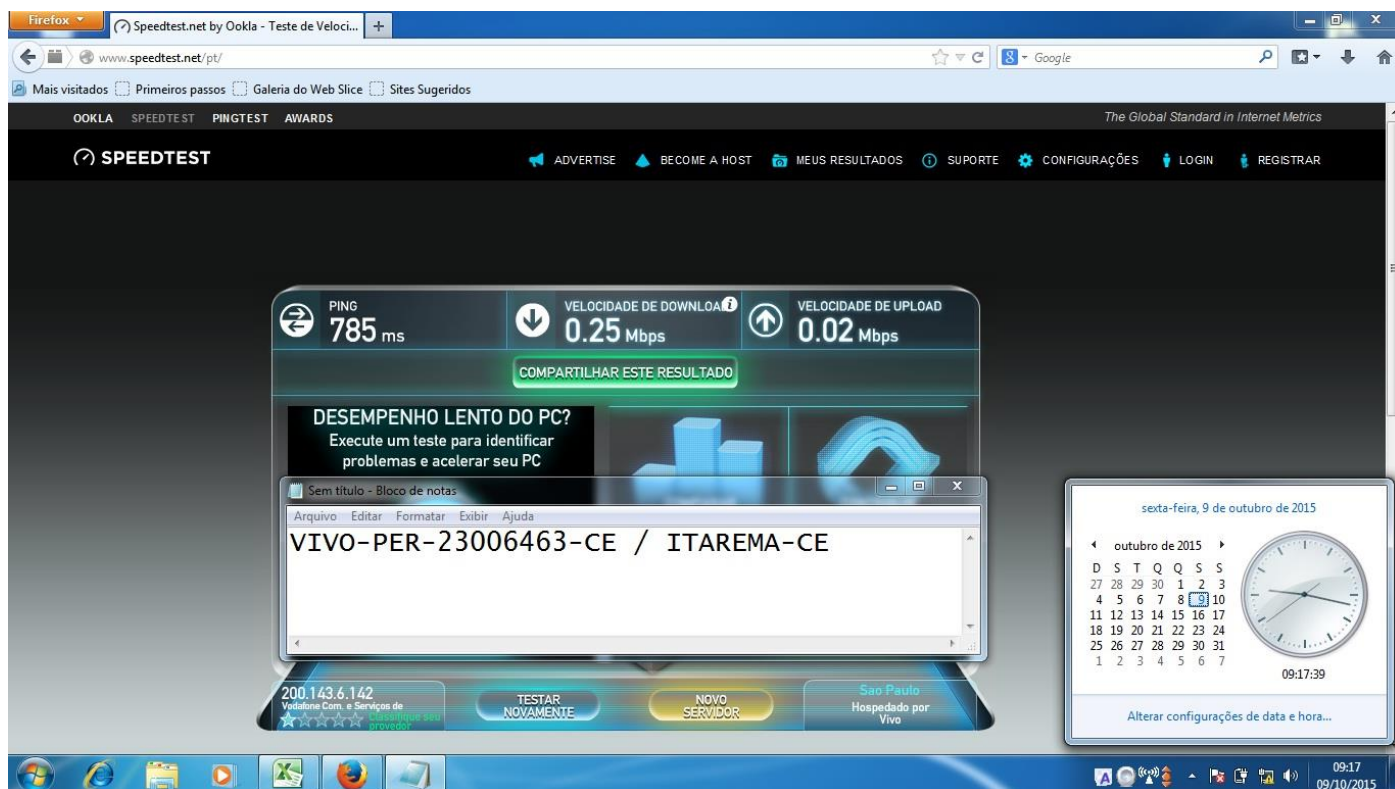 Firefox
Speedtest.net by Ookla - Teste de Veloci...
www.speedtest.net/pt/
Google
Mais visitados Primeiros passos Galeria do Web Slice Sites Sugeridos
OOKLA SPEEDTEST PINGTEST AWARDS
The Global Standard in Internet Metrics
SPEEDTEST
ADVERTISE BECOME A HOST MEUS RESULTADOS SUPORTE CONFIGURAÇÕES LOGIN REGISTRAR
PING
785 ms
VELOCIDADE DE DOWNLOAD
0.25 Mbps
VELOCIDADE DE UPLOAD
0.02 Mbps
COMPARTILHAR ESTE RESULTADO
DESEMPENHO LENTO DO PC?
Execute um teste para identificar
problemas e acelerar seu PC
Sem título - Bloco de notas
Arquivo Editar Formatar Exibir Ajuda
VIVO-PER-23006463-CE / ITAREMA-CE
sexta-feira, 9 de outubro de 2015
outubro de 2015
D S T Q Q S S
27 28 29 30 1 2 3
4 5 6 7 8 9 10
11 12 13 14 15 16 17
18 19 20 21 22 23 24
25 26 27 28 29 30 31
1 2 3 4 5 6 7
09:17:39
Alterar configurações de data e hora...
200.143.6.142
Vodafone Com. e Serviços de
Classifique seu
provedor
TESTAR
NOVAMENTE
NOVO
SERVIDOR
Sao Paulo
Hospedado por
Vivo
09:17
09/10/2015